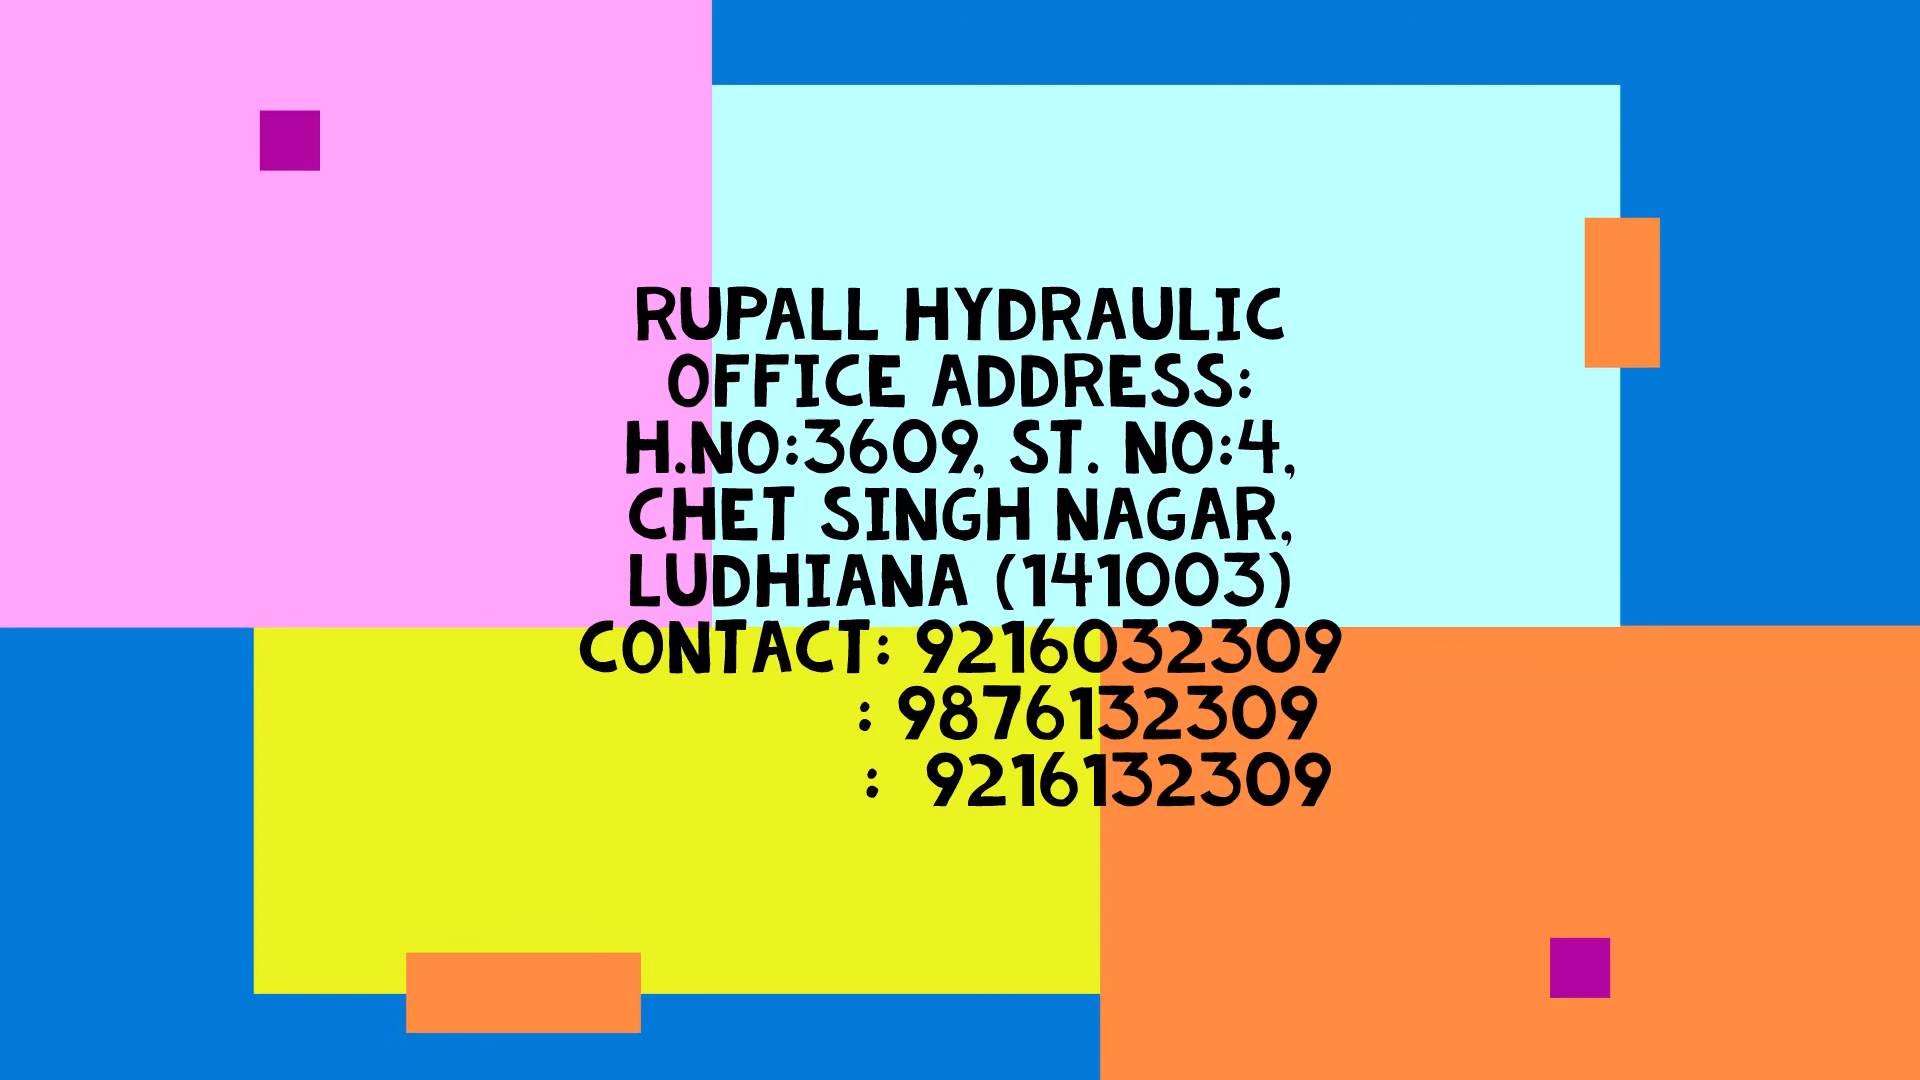 RUPALL HYDRAULIC
OFFICE ADDRESS:
H.NO:3609, ST. NO:4,
CHET SINGH NAGAR,
LUDHIANA (141003)
CONTACT: 9216032309
: 9876132309
: 9216132309